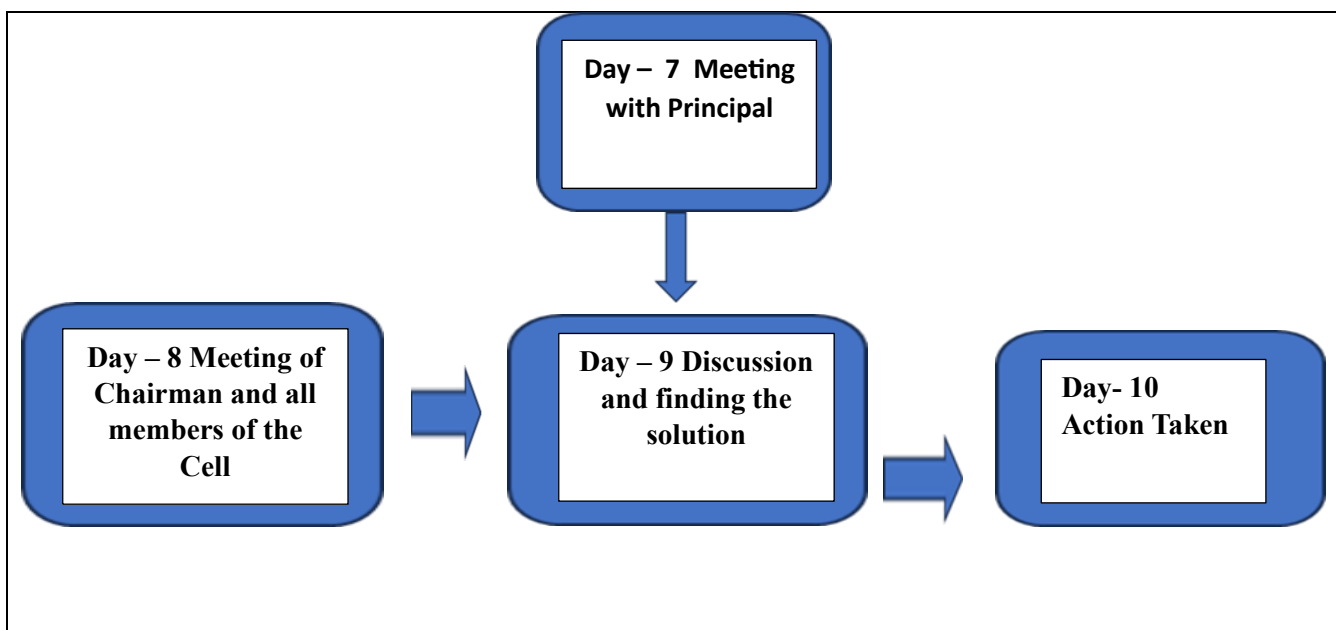 Day – 7 Meeting
with Principal
Day – 8 Meeting of
Chairman and all
members of the
Cell
Day – 9 Discussion
and finding the
solution
Day- 10
Action Taken